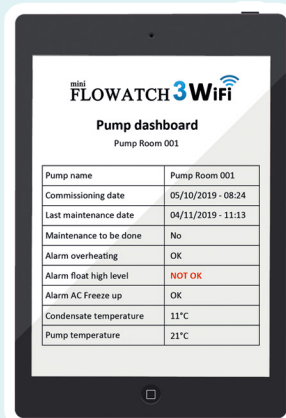 mini
FLOWATCH 3 WiFi
Pump dashboard
Pump Room 001
Pump name Pump Room 001
Commissioning date 05/10/2019 - 08:24
Last maintenance date 04/11/2019 - 11:13
Maintenance to be done No
Alarm overheating OK
Alarm float high level NOT OK
Alarm AC Freeze up OK
Condensate temperature 11°C
Pump temperature 21°C